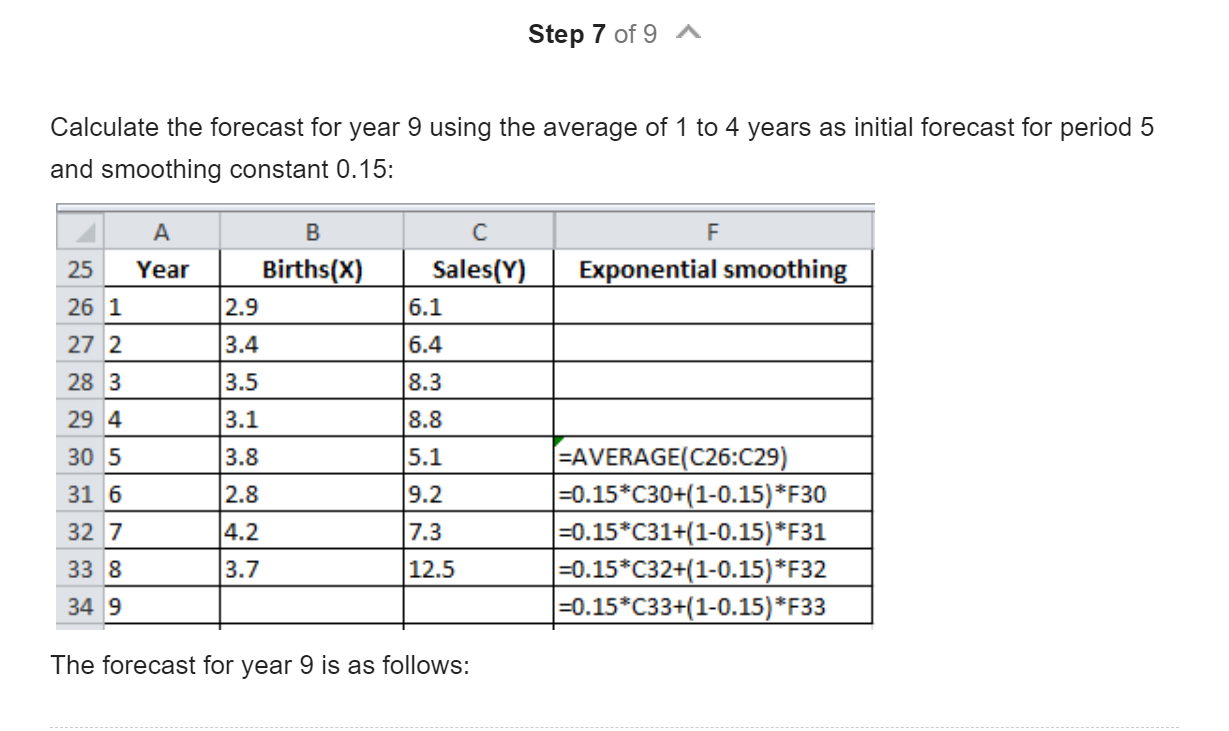 Step 7 of 9
Calculate the forecast for year 9 using the average of 1 to 4 years as initial forecast for period 5
and smoothing constant 0.15:
A B C F
25 Year Births(X) Sales(Y) Exponential smoothing
26 1 2.9 6.1
27 2 3.4 6.4
28 3 3.5 8.3
29 4 3.1 8.8
30 5 3.8 5.1 =AVERAGE(C26:C29)
31 6 2.8 9.2 =0.15*C30+(1-0.15)*F30
32 7 4.2 7.3 =0.15*C31+(1-0.15)*F31
33 8 3.7 12.5 =0.15*C32+(1-0.15)*F32
34 9 =0.15*C33+(1-0.15)*F33
The forecast for year 9 is as follows: